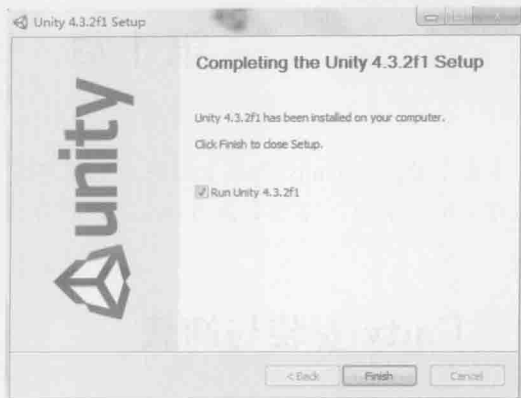 Unity 4.3.2f1 Setup
Completing the Unity 4.3.2f1 Setup
Unity 4.3.2f1 has been installed on your computer.
Click Finish to close Setup.
Run Unity 4.3.2f1
unity
< Back
Finish
Cancel